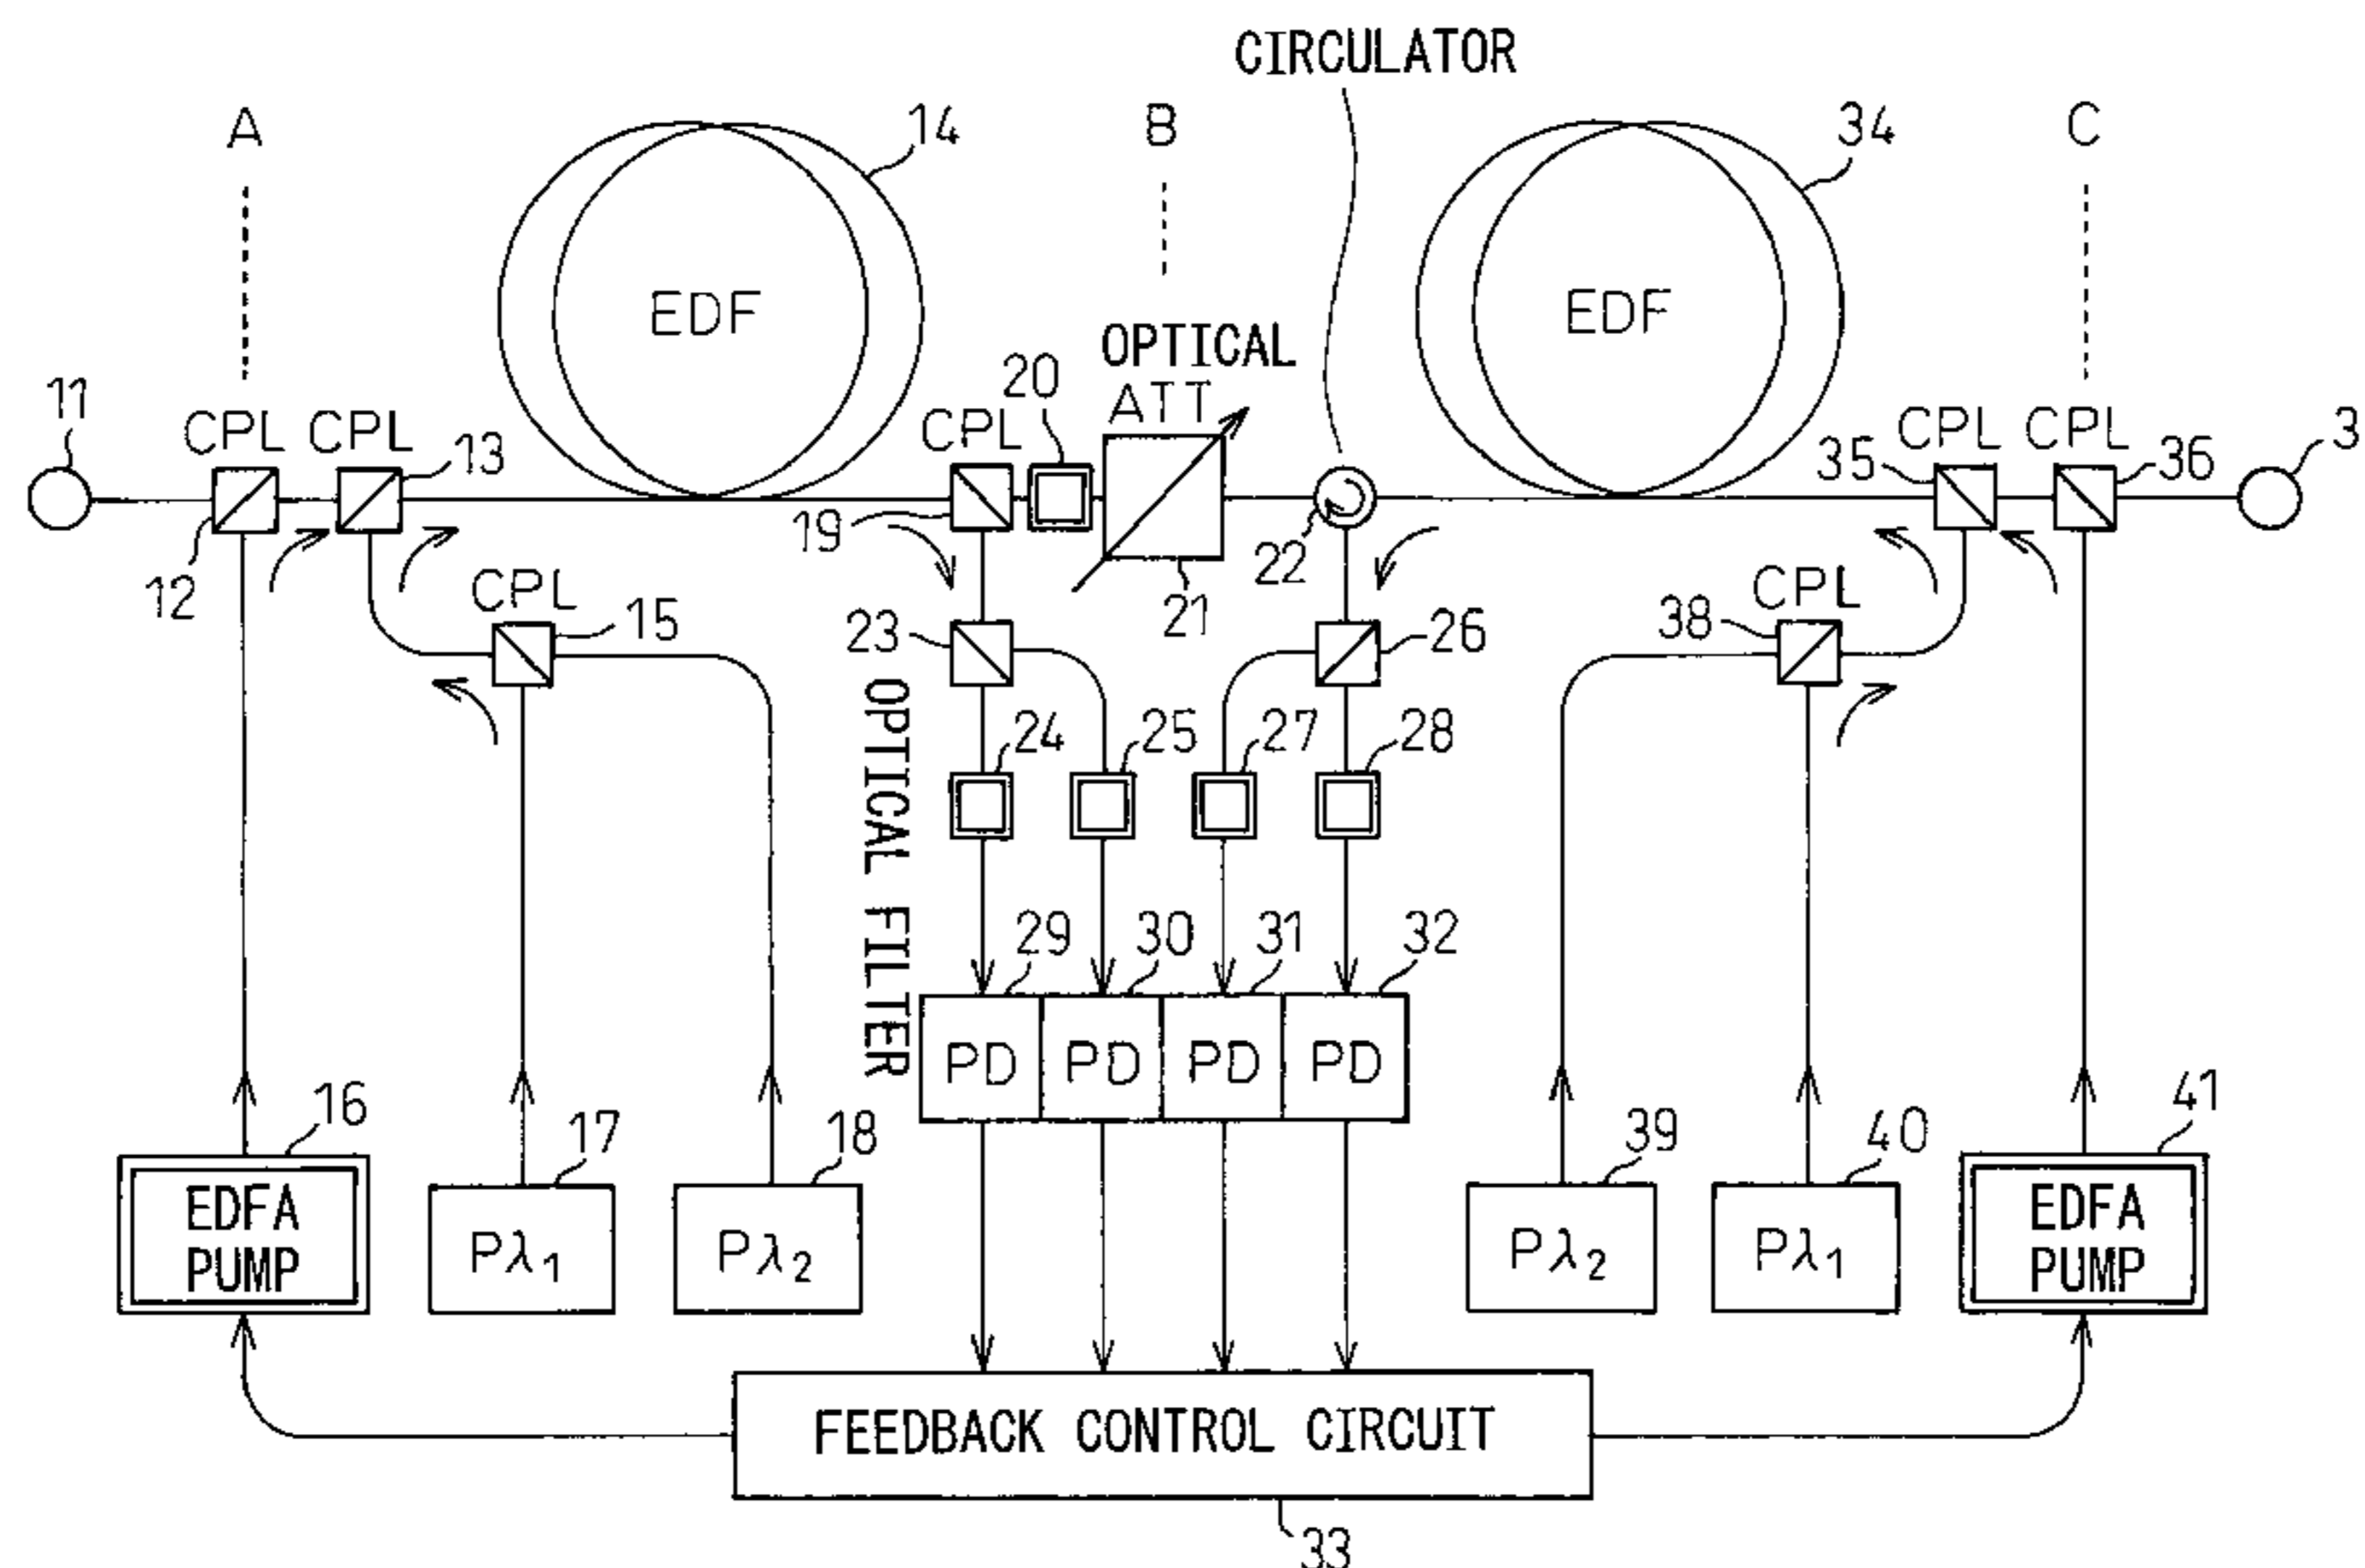 CIRCULATOR
A
14
B
34
C
EDF
EDF
OPTICAL
ATT
11
CPL
CPL
13
CPL
20
35
CPL
CPL
36
3
12
19
22
21
CPL
15
23
26
38
CPL
OPTICAL FILTER
24
25
27
28
29
30
31
32
PD
PD
PD
PD
16
17
18
39
40
41
EDFA
PUMP
Pλ1
Pλ2
Pλ2
Pλ1
EDFA
PUMP
FEEDBACK CONTROL CIRCUIT
33